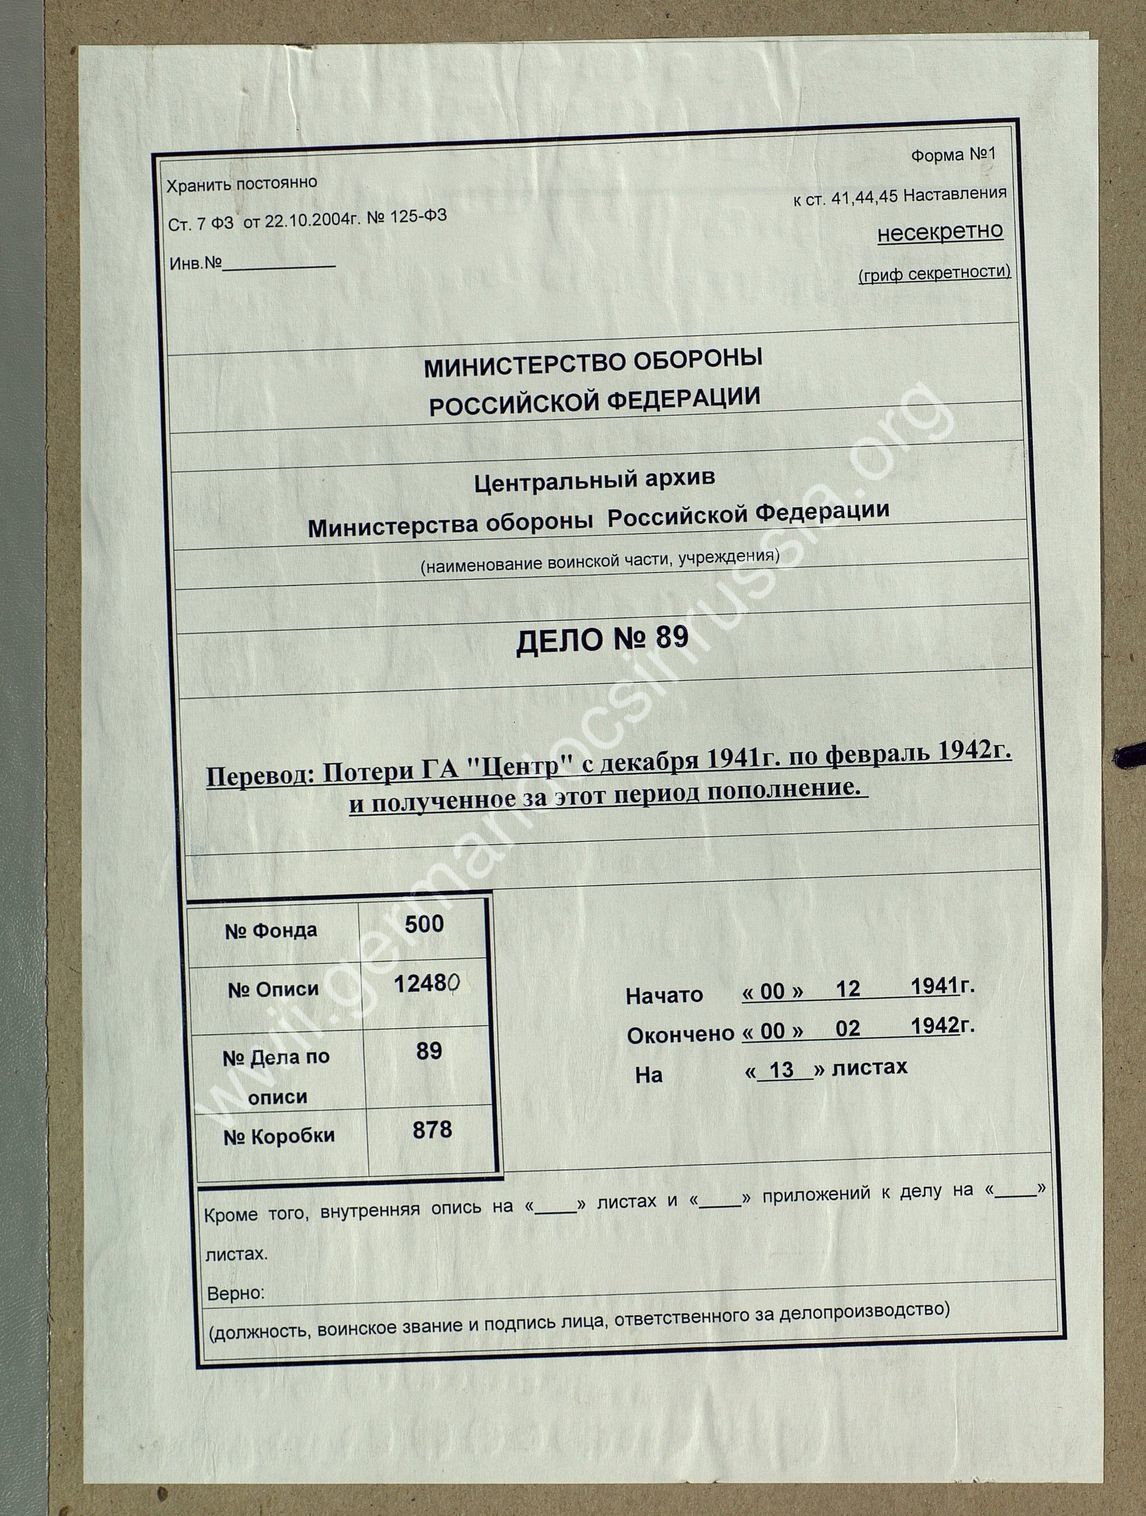 Хранить постоянно
Форма №1
Ст. 7 ФЗ от 22.10.2004г. № 125-ФЗ
к ст. 41,44,45 Наставления
Инв.№____________
несекретно
(гриф секретности)
МИНИСТЕРСТВО ОБОРОНЫ
РОССИЙСКОЙ ФЕДЕРАЦИИ
Центральный архив
Министерства обороны Российской Федерации
(наименование воинской части, учреждения)
ДЕЛО № 89
Перевод: Потери ГА "Центр" с декабря 1941г. по февраль 1942г.
и полученное за этот период пополнение.
№ Фонда 500
№ Описи 12480
№ Дела по описи 89
№ Коробки 878
Начато « 00 » 12 1941г.
Окончено « 00 » 02 1942г.
На « 13 » листах
Кроме того, внутренняя опись на «____» листах и «____» приложений к делу на «____»
листах.
Верно:
(должность, воинское звание и подпись лица, ответственного за делопроизводство)
wwii.germandocsinrussia.org